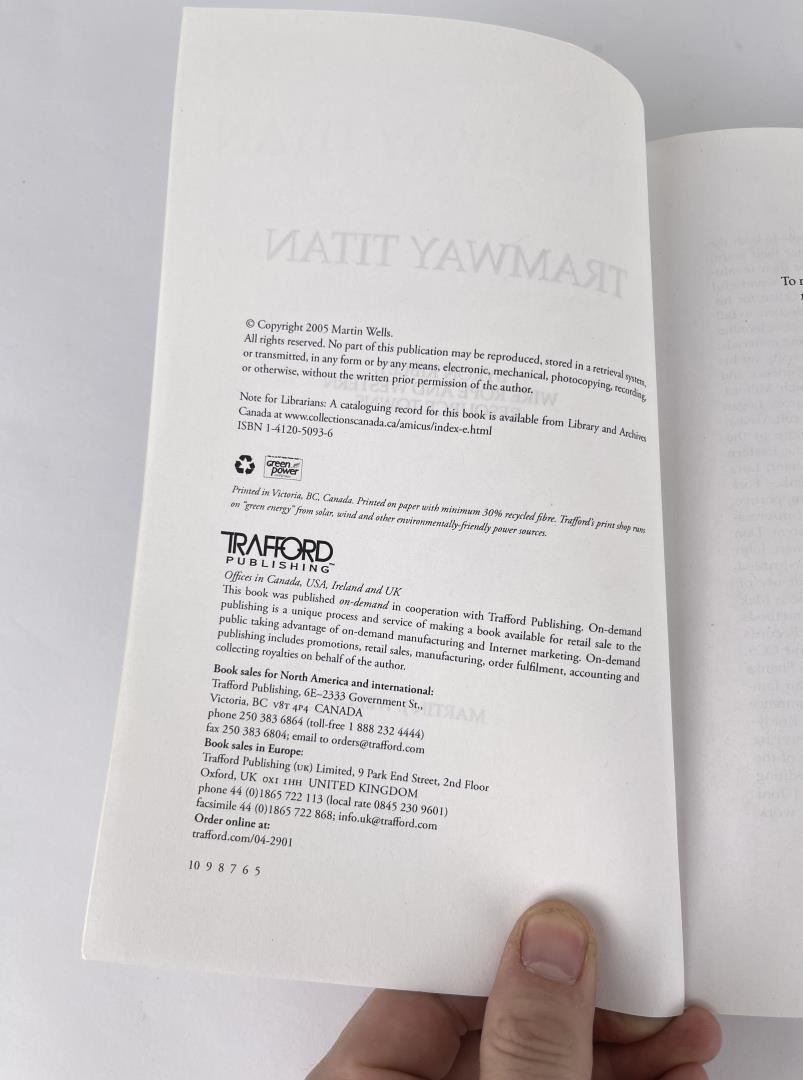 TRAMWAY TITAN
© Copyright 2005 Martin Wells.
All rights reserved. No part of this publication may be reproduced, stored in a retrieval system,
or transmitted, in any form or by any means, electronic, mechanical, photocopying, recording,
or otherwise, without the written prior permission of the author.
WIRE ROPE AND WESTERN
Note for Librarians: A cataloguing record for this book is available from Library and Archives
Canada at www.collectionscanada.ca/amicus/index-e.html
ISBN 1-4120-5093-6
green
power
Printed in Victoria, BC, Canada. Printed on paper with minimum 30% recycled fibre. Trafford's print shop runs
on "green energy" from solar, wind and other environmentally-friendly power sources.
TRAFFORD
PUBLISHING™
Offices in Canada, USA, Ireland and UK
This book was published on-demand in cooperation with Trafford Publishing. On-demand
publishing is a unique process and service of making a book available for retail sale to the
public taking advantage of on-demand manufacturing and Internet marketing. On-demand
publishing includes promotions, retail sales, manufacturing, order fulfilment, accounting and
collecting royalties on behalf of the author.
Book sales for North America and international:
Trafford Publishing, 6E–2333 Government St.,
Victoria, BC V8T 4P4 CANADA
phone 250 383 6864 (toll-free 1 888 232 4444)
fax 250 383 6804; email to orders@trafford.com
Book sales in Europe:
Trafford Publishing (UK) Limited, 9 Park End Street, 2nd Floor
Oxford, UK OX1 1HH UNITED KINGDOM
phone 44 (0)1865 722 113 (local rate 0845 230 9601)
facsimile 44 (0)1865 722 868; info.uk@trafford.com
Order online at:
trafford.com/04-2901
10 9 8 7 6 5
To